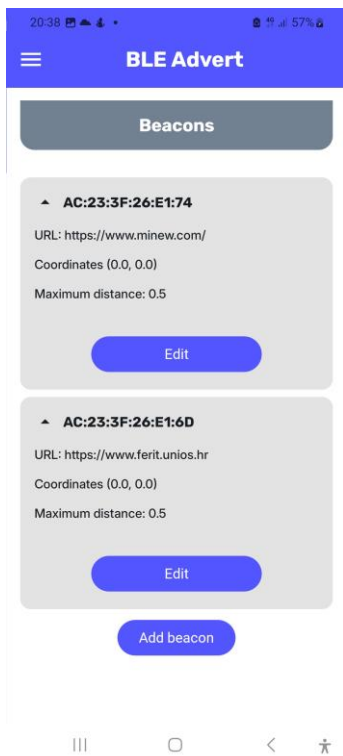 20:38 57%
BLE Advert
Beacons
AC:23:3F:26:E1:74
URL: https://www.minew.com/
Coordinates (0.0, 0.0)
Maximum distance: 0.5
Edit
AC:23:3F:26:E1:6D
URL: https://www.ferit.unios.hr
Coordinates (0.0, 0.0)
Maximum distance: 0.5
Edit
Add beacon